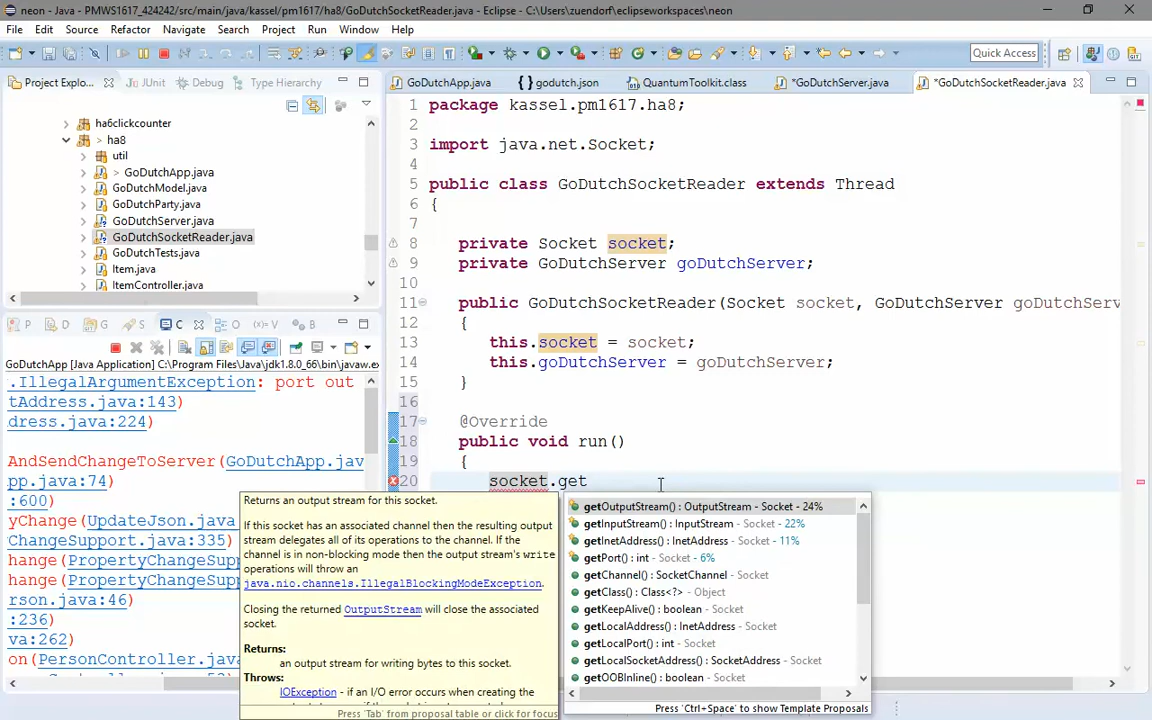 neon - Java - PMWS1617_424242/src/main/java/kassel/pm1617/ha8/GoDutchSocketReader.java - Eclipse - C:\Users\zuendorf\eclipseworkspaces\neon
File Edit Source Refactor Navigate Search Project Run Window Help
Quick Access
Project Explo... JUnit Debug Type Hierarchy
GoDutchApp.java godutch.json QuantumToolkit.class *GoDutchServer.java *GoDutchSocketReader.java
ha6clickcounter
> ha8
util
> GoDutchApp.java
GoDutchModel.java
GoDutchParty.java
GoDutchServer.java
GoDutchSocketReader.java
GoDutchTests.java
Item.java
ItemController.java
P D G S C O (x)= V B
GoDutchApp [Java Application] C:\Program Files\Java\jdk1.8.0_66\bin\javaw.ex
.IllegalArgumentException: port out
tAddress.java:143)
dress.java:224)
AndSendChangeToServer(GoDutchApp.jav
pp.java:74)
:600)
yChange(UpdateJson.java
ChangeSupport.java:335)
hange(PropertyChangeSupp
hange(PropertyChangeSupp
rson.java:46)
:236)
va:262)
on(PersonController.java
1 package kassel.pm1617.ha8;
2
3 import java.net.Socket;
4
5 public class GoDutchSocketReader extends Thread
6 {
7
8 private Socket socket;
9 private GoDutchServer goDutchServer;
10
11 public GoDutchSocketReader(Socket socket, GoDutchServer goDutchServ
12 {
13 this.socket = socket;
14 this.goDutchServer = goDutchServer;
15 }
16
17 @Override
18 public void run()
19 {
20 socket.get
Returns an output stream for this socket.
If this socket has an associated channel then the resulting output
stream delegates all of its operations to the channel. If the
channel is in non-blocking mode then the output stream's write
operations will throw an
java.nio.channels.IllegalBlockingModeException.
Closing the returned OutputStream will close the associated
socket.
Returns:
an output stream for writing bytes to this socket.
Throws:
IOException - if an I/O error occurs when creating the
Press 'Tab' from proposal table or click for focus
getOutputStream() : OutputStream - Socket - 24%
getInputStream() : InputStream - Socket - 22%
getInetAddress() : InetAddress - Socket - 11%
getPort() : int - Socket - 6%
getChannel() : SocketChannel - Socket
getClass() : Class<?> - Object
getKeepAlive() : boolean - Socket
getLocalAddress() : InetAddress - Socket
getLocalPort() : int - Socket
getLocalSocketAddress() : SocketAddress - Socket
getOOBInline() : boolean - Socket
Press 'Ctrl+Space' to show Template Proposals